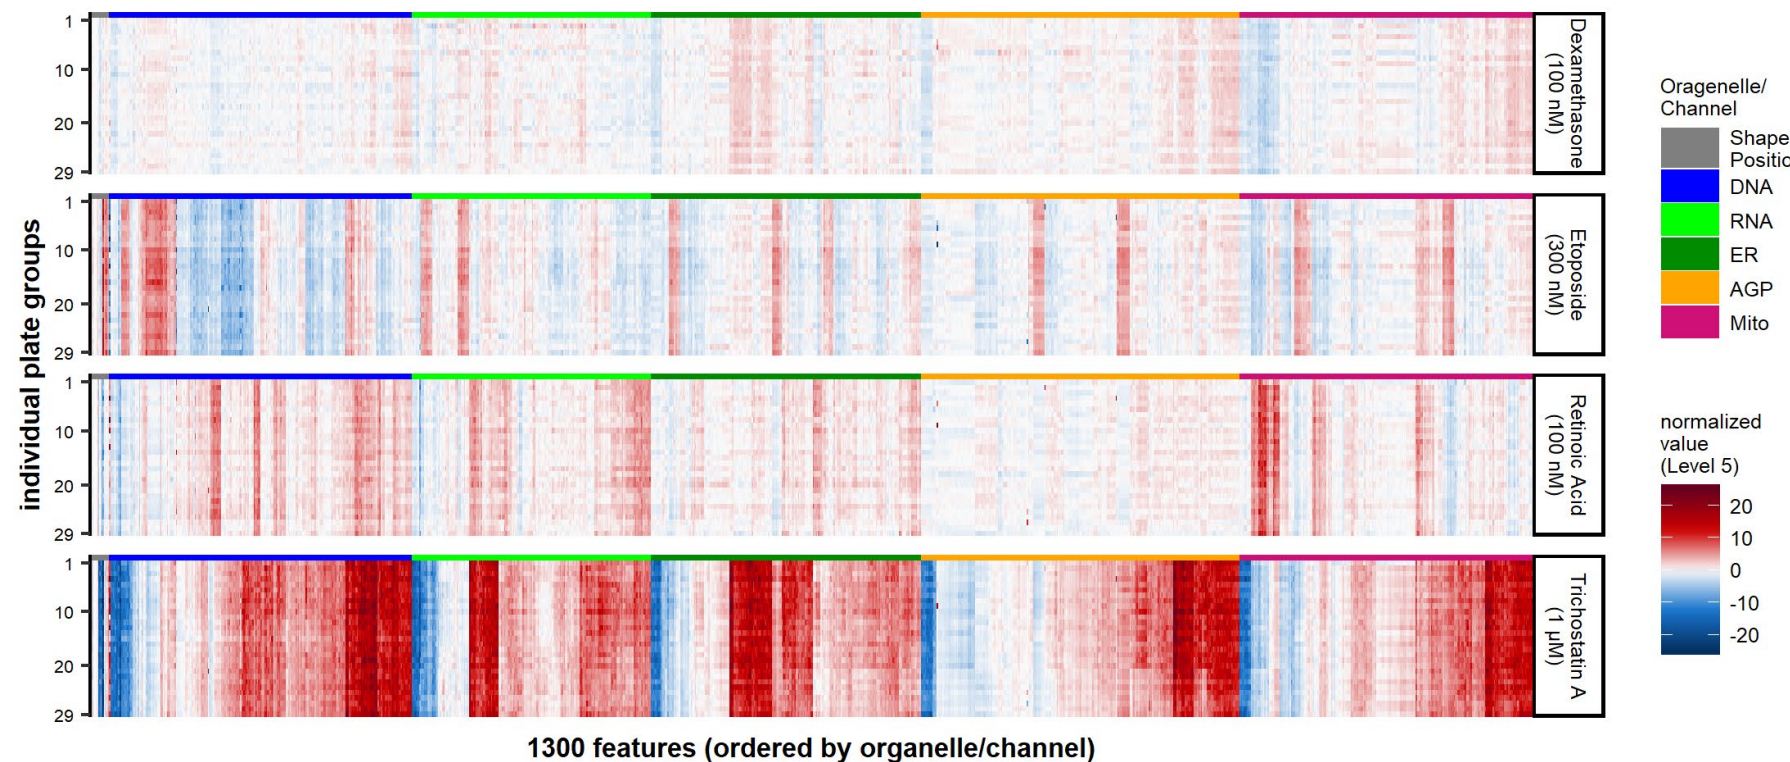 1
10
20
29
Dexamethasone
(100 nM)
1
10
20
29
Etoposide
(300 nM)
1
10
20
29
Retinoic Acid
(100 nM)
1
10
20
29
Trichostatin A
(1 µM)
individual plate groups
1300 features (ordered by organelle/channel)
Oragenelle/
Channel
Shape
Positio
DNA
RNA
ER
AGP
Mito
normalized
value
(Level 5)
20
10
0
-10
-20